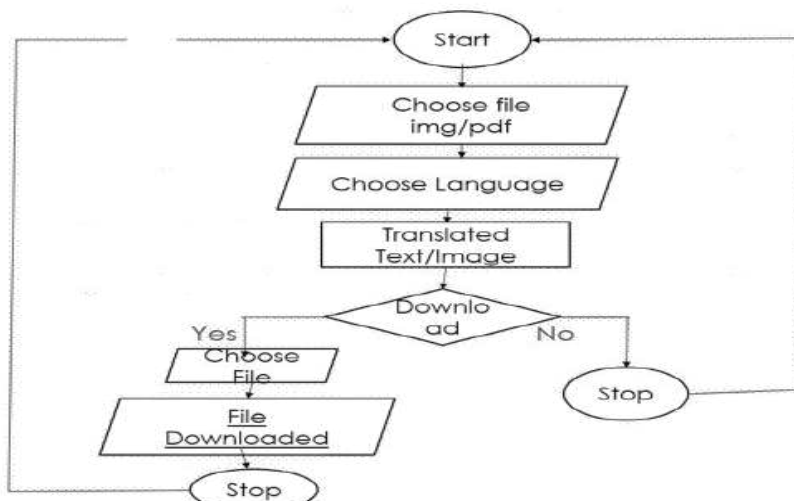 Start
Choose file
img/pdf
Choose Language
Translated
Text/Image
Downlo
ad
Yes
No
Choose
File
Stop
File
Downloaded
Stop